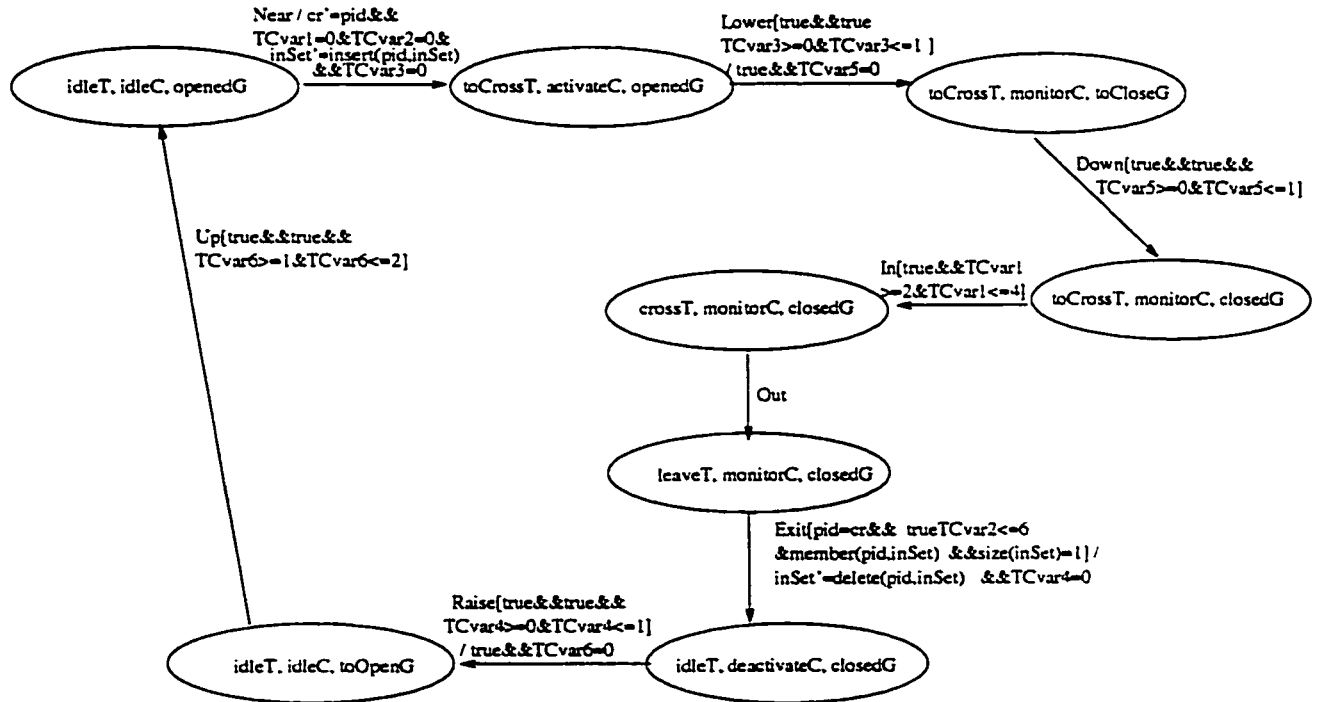 Near / cr'=pid&&
TCvar1=0&TCvar2=0&
inSet'=insert(pid,inSet)
&&TCvar3=0
idleT, idleC, openedG
toCrossT, activateC, openedG
Lower[true&&true
TCvar3>=0&TCvar3<=1 ]
/ true&&TCvar5=0
toCrossT, monitorC, toCloseG
Down[true&&true&&
TCvar5>=0&TCvar5<=1]
Up[true&&true&&
TCvar6>=1&TCvar6<=2]
In[true&&TCvar1
>=2&TCvar1<=4]
crossT, monitorC, closedG
toCrossT, monitorC, closedG
Out
leaveT, monitorC, closedG
Exit[pid=cr&& trueTCvar2<=6
&member(pid,inSet) &&size(inSet)=1] /
inSet'=delete(pid,inSet) &&TCvar4=0
Raise[true&&true&&
TCvar4>=0&TCvar4<=1]
/ true&&TCvar6=0
idleT, idleC, toOpenG
idleT, deactivateC, closedG